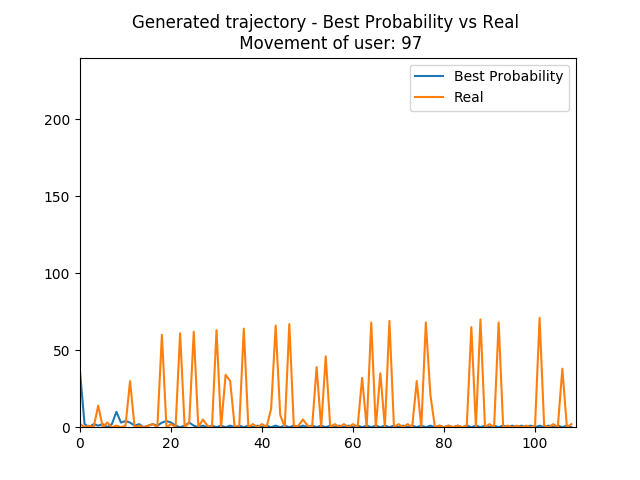 Generated trajectory - Best Probability vs Real
Movement of user: 97
Best Probability
Real
200
150
100
50
0
0 20 40 60 80 100